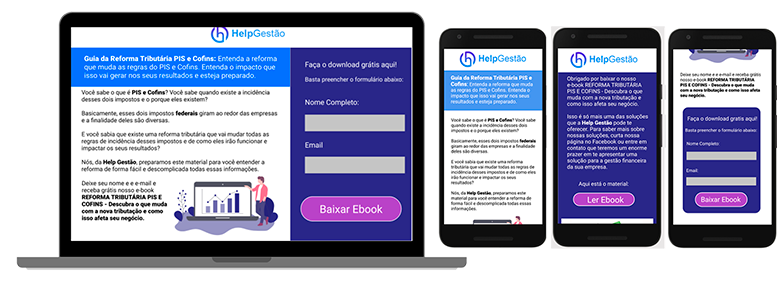 HelpGestão
Guia da Reforma Tributária PIS e Cofins: Entenda a reforma
que muda as regras do PIS e Cofins. Entenda o impacto que
isso vai gerar nos seus resultados e esteja preparado.
Você sabe o que é PIS e Cofins? Você sabe quando existe a incidência
desses dois impostos e o porque eles existem?
Basicamente, esses dois impostos federais giram ao redor das empresas e
a finalidade deles são diversas.
E você sabia que existe uma reforma tributária que vai mudar todas as
regras de incidência desses impostos e de como eles irão funcionar e
impactar os seus resultados?
Nós, da Help Gestão, preparamos este material para você entender a
reforma de forma fácil e descomplicada todas essas informações.
Deixe seu nome e e-mail e
receba grátis nosso e-book
REFORMA TRIBUTÁRIA PIS E
COFINS - Descubra o que muda
com a nova tributação e como
isso afeta seu negócio.
Faça o download grátis aqui!
Basta preencher o formulário abaixo:
Nome Completo:
Email
Baixar Ebook
HelpGestão
Guia da Reforma Tributária PIS e
Cofins: Entenda a reforma que muda as
regras do PIS e Cofins. Entenda o
impacto que isso vai gerar nos seus
resultados e esteja preparado.
Você sabe o que é PIS e Cofins? Você sabe
quando existe a incidência desses dois
impostos e o porque eles existem?
Basicamente, esses dois impostos federais
giram ao redor das empresas e a finalidade
deles são diversas.
E você sabia que existe uma reforma
tributária que vai mudar todas as regras de
incidência desses impostos e de como eles
irão funcionar e impactar os seus
resultados?
Nós, da Help Gestão, preparamos este
material para você entender a reforma de
forma fácil e descomplicada todas essas
informações.
HelpGestão
Obrigado por baixar o nosso
e-book REFORMA TRIBUTÁRIA
PIS E COFINS - Descubra o que
muda com a nova tributação e
como isso afeta seu negócio.
Isso é só mais uma das soluções
que a Help Gestão pode te
oferecer. Para saber mais sobre
nossas soluções, curta nossa
página no Facebook ou entre em
contato que teremos um enorme
prazer em te apresentar uma
solução para a gestão financeira
da sua empresa.
Aqui está o material:
Ler Ebook
Deixe seu nome e e-mail e receba grátis
nosso e-book REFORMA TRIBUTÁRIA
PIS E COFINS - Descubra o que muda
com a nova tributação e como isso afeta
seu negócio.
Faça o download grátis aqui!
Basta preencher o formulário abaixo:
Nome Completo:
Email:
Baixar Ebook